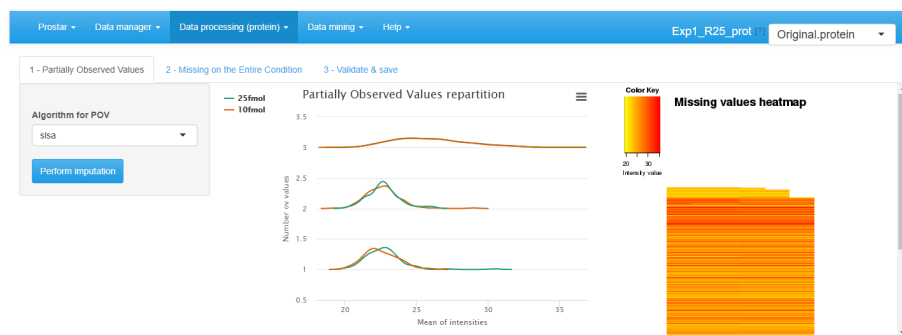 Prostar Data manager Data processing (protein) Data mining Help Exp1_R25_prot [?] Original.protein
1 - Partially Observed Values 2 - Missing on the Entire Condition 3 - Validate & save
Algorithm for POV
slsa
Perform imputation
25fmol
10fmol
Partially Observed Values repartition
Number ov values
3.5
3
2.5
2
1.5
1
0.5
20 25 30 35
Mean of intensities
Color Key
20 30
Intensity value
Missing values heatmap